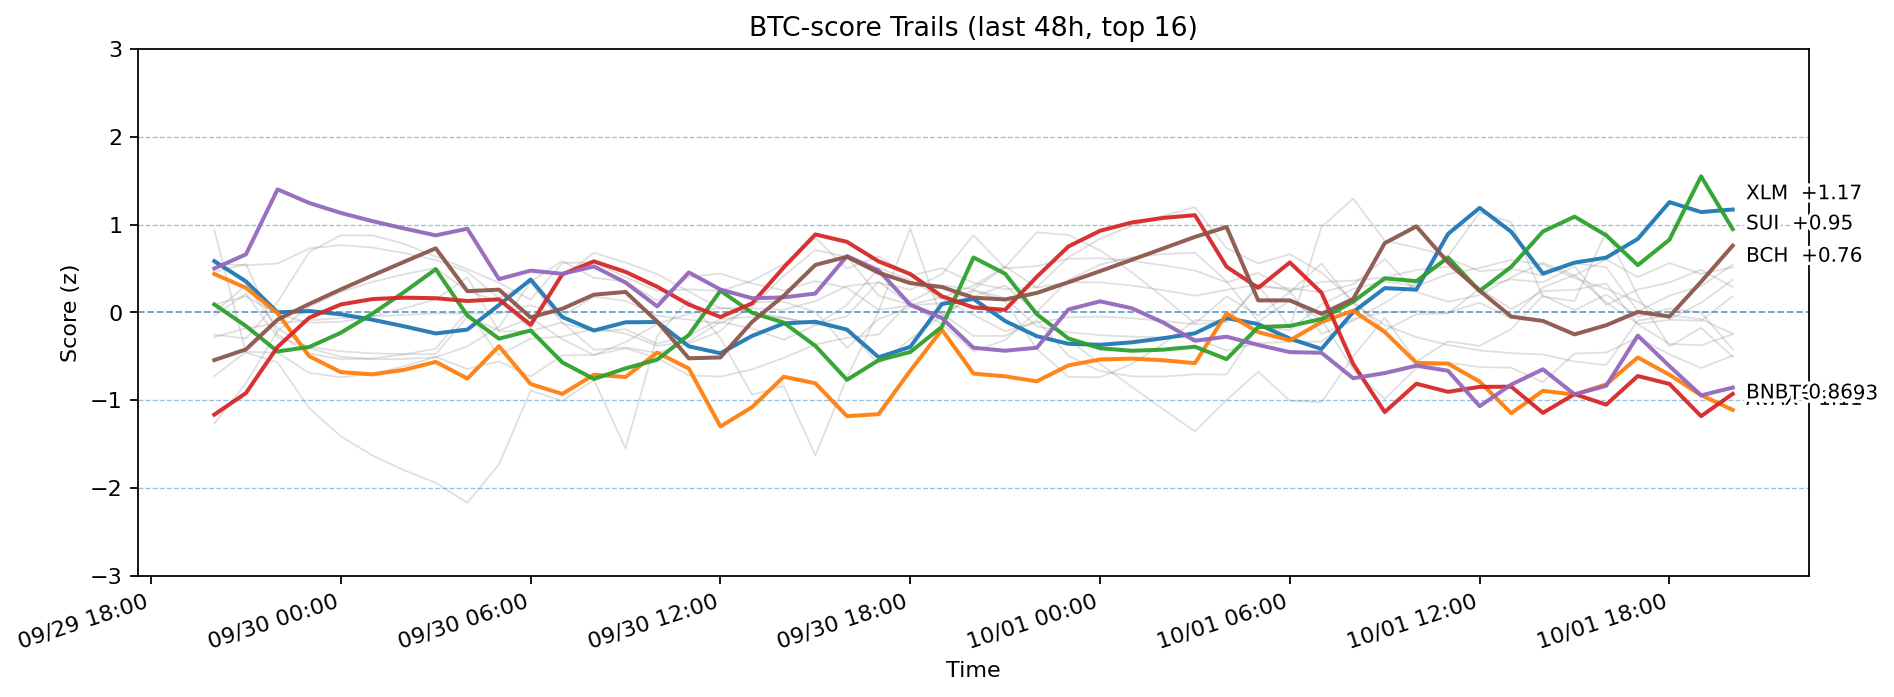 BTC-score Trails (last 48h, top 16)
Score (z)
3
2
1
0
−1
−2
−3
XLM +1.17
SUI +0.95
BCH +0.76
09/29 18:00
09/30 00:00
09/30 06:00
09/30 12:00
09/30 18:00
10/01 00:00
10/01 06:00
10/01 12:00
10/01 18:00
Time